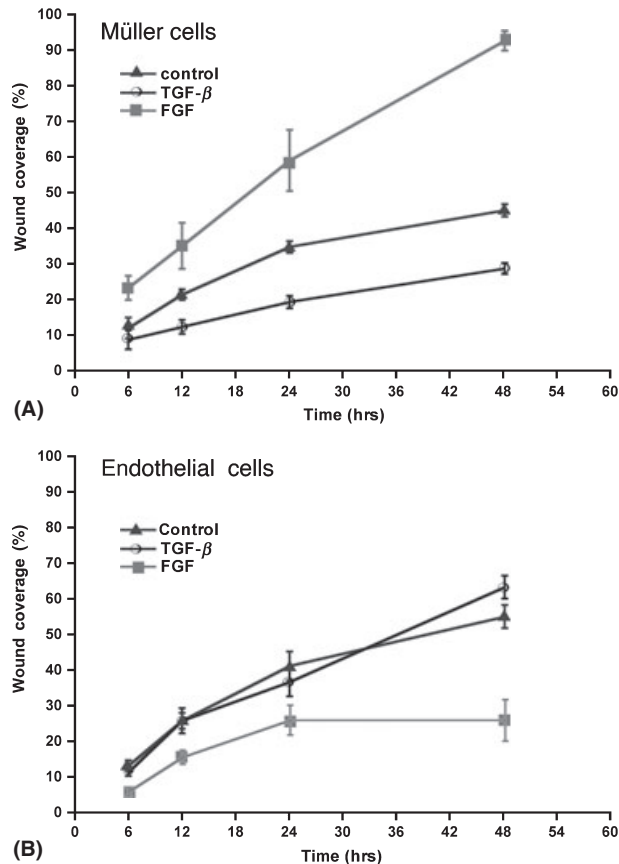 Müller cells
control
TGF-β
FGF
Wound coverage (%)
100
90
80
70
60
50
40
30
20
10
0
0 6 12 18 24 30 36 42 48 54 60
Time (hrs)
(A)
Endothelial cells
Control
TGF-β
FGF
Wound coverage (%)
100
90
80
70
60
50
40
30
20
10
0
0 6 12 18 24 30 36 42 48 54 60
Time (hrs)
(B)